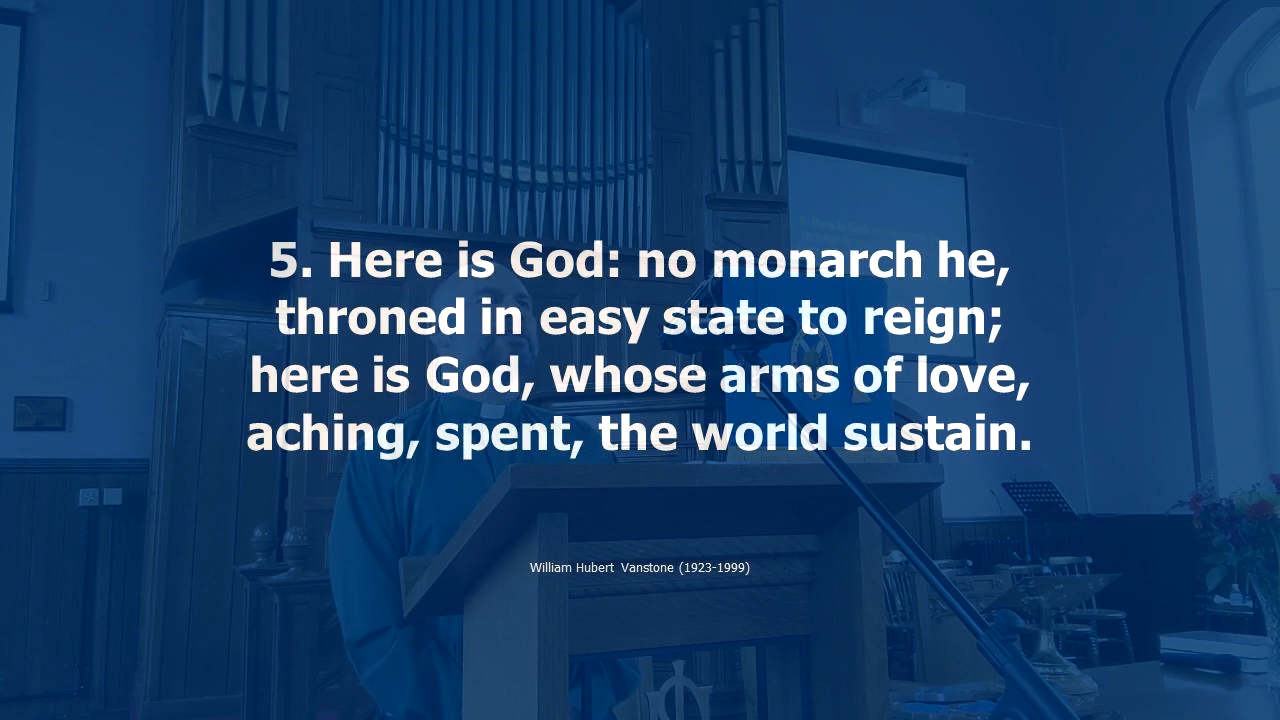 5. Here is God: no monarch he,
throned in easy state to reign;
here is God, whose arms of love,
aching, spent, the world sustain.
William Hubert Vanstone (1923-1999)